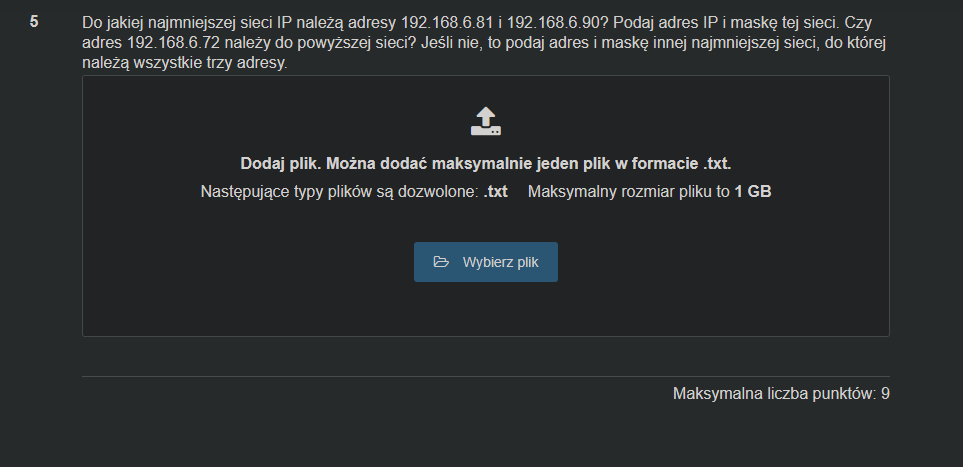 5
Do jakiej najmniejszej sieci IP należą adresy 192.168.6.81 i 192.168.6.90? Podaj adres IP i maskę tej sieci. Czy
adres 192.168.6.72 należy do powyższej sieci? Jeśli nie, to podaj adres i maskę innej najmniejszej sieci, do której
należą wszystkie trzy adresy.
Dodaj plik. Można dodać maksymalnie jeden plik w formacie .txt.
Następujące typy plików są dozwolone: .txt Maksymalny rozmiar pliku to 1 GB
Wybierz plik
Maksymalna liczba punktów: 9